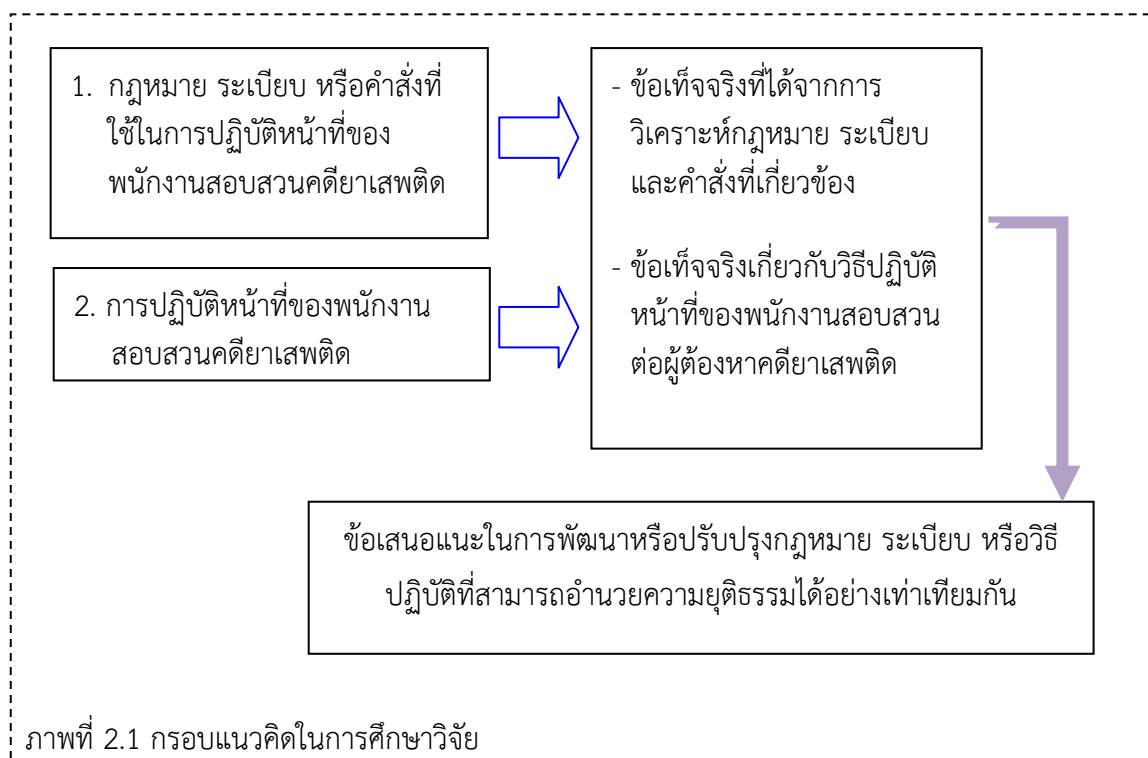 1. กฎหมาย ระเบียบ หรือคำสั่งที่
ใช้ในการปฏิบัติหน้าที่ของ
พนักงานสอบสวนคดียาเสพติด
2. การปฏิบัติหน้าที่ของพนักงาน
สอบสวนคดียาเสพติด
- ข้อเท็จจริงที่ได้จากการ
วิเคราะห์กฎหมาย ระเบียบ
และคำสั่งที่เกี่ยวข้อง
- ข้อเท็จจริงเกี่ยวกับวิธีปฏิบัติ
หน้าที่ของพนักงานสอบสวน
ต่อผู้ต้องหาคดียาเสพติด
ข้อเสนอแนะในการพัฒนาหรือปรับปรุงกฎหมาย ระเบียบ หรือวิธี
ปฏิบัติที่สามารถอำนวยความยุติธรรมได้อย่างเท่าเทียมกัน
ภาพที่ 2.1 กรอบแนวคิดในการศึกษาวิจัย